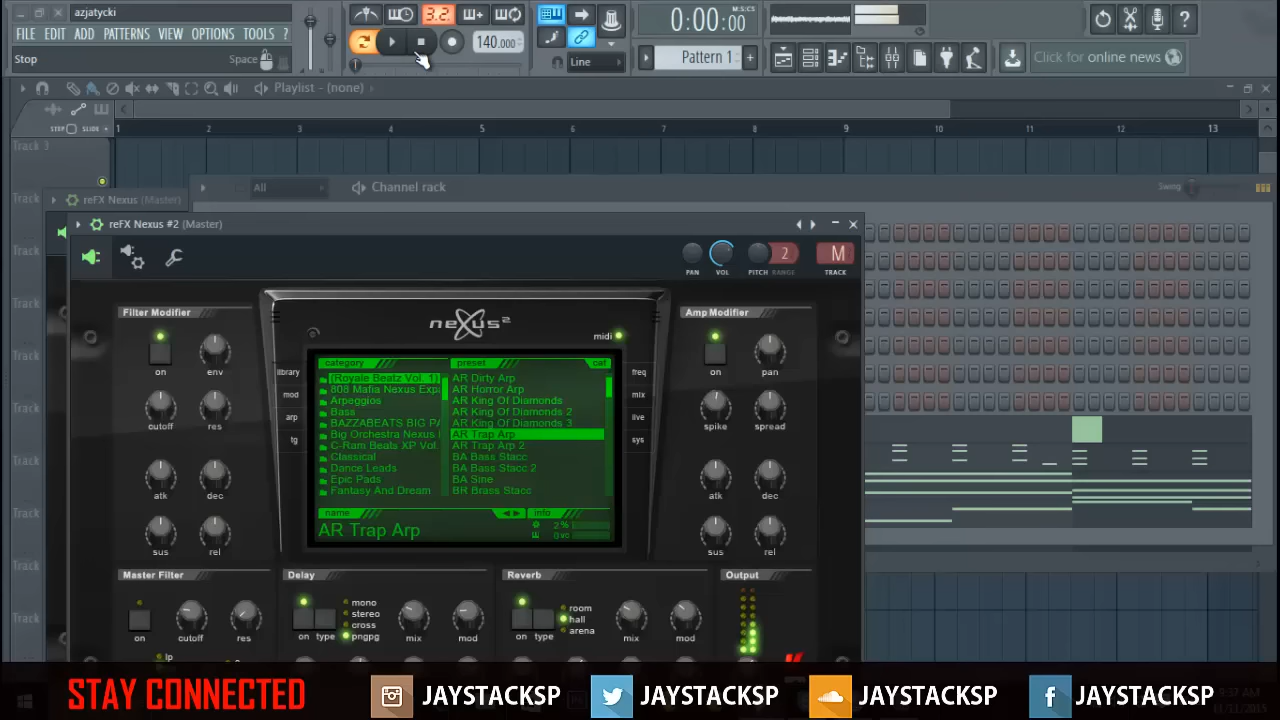 azjatycki
FILE EDIT ADD PATTERNS VIEW OPTIONS TOOLS ?
Stop
Space
3.2
140.000
0:00:00
M:S:CS
Line
Pattern 1
Click for online news
Playlist - (none)
STEP SLIDE
1 2 3 4 5 6 7 8 9 10 11 12 13
Track 3
Track
All
Channel rack
Swing
reFX Nexus (Master)
reFX Nexus #2 (Master)
PAN VOL PITCH RANGE 2 M TRACK
Filter Modifier
on env
cutoff res
atk dec
sus rel
nexus2
midi
library
mod
arp
tg
category
(Royale Beatz Vol. 1)
808 Mafia Nexus Exp
Arpeggios
Bass
BAZZABEATS BIG PA
Big Orchestra Nexus
C-Ram Beats XP Vol.
Classical
Dance Leads
Epic Pads
Fantasy And Dream
preset cat
AR Dirty Arp
AR Horror Arp
AR King Of Diamonds
AR King Of Diamonds 2
AR King Of Diamonds 3
AR Trap Arp
AR Trap Arp 2
BA Bass Stacc
BA Bass Stacc 2
BA Sine
BR Brass Stacc
name
AR Trap Arp
info
2%
0vc
freq
mix
live
sys
Amp Modifier
on pan
spike spread
atk dec
sus rel
Master Filter
on cutoff res
lp
Delay
mono
stereo
cross
pngpg
on type mix mod
Reverb
room
hall
arena
on type mix mod
Output
STAY CONNECTED JAYSTACKSP JAYSTACKSP JAYSTACKSP JAYSTACKSP
9:37 AM